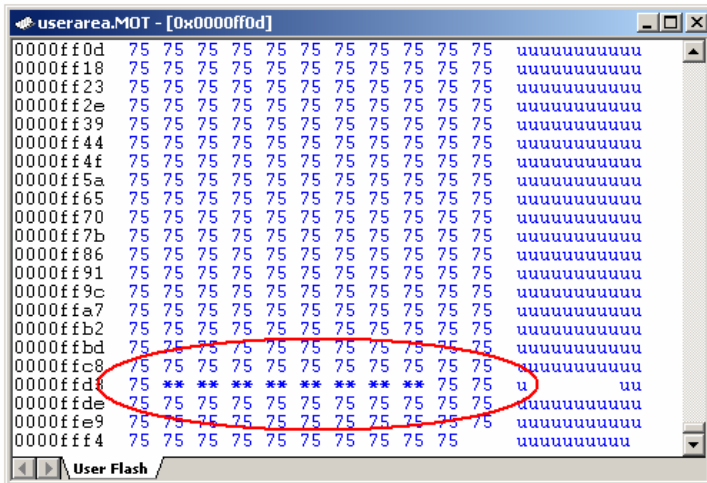 userarea.MOT - [0x0000ff0d]
0000ff0d 75 75 75 75 75 75 75 75 75 75 75 uuuuuuuuuuu
0000ff18 75 75 75 75 75 75 75 75 75 75 75 uuuuuuuuuuu
0000ff23 75 75 75 75 75 75 75 75 75 75 75 uuuuuuuuuuu
0000ff2e 75 75 75 75 75 75 75 75 75 75 75 uuuuuuuuuuu
0000ff39 75 75 75 75 75 75 75 75 75 75 75 uuuuuuuuuuu
0000ff44 75 75 75 75 75 75 75 75 75 75 75 uuuuuuuuuuu
0000ff4f 75 75 75 75 75 75 75 75 75 75 75 uuuuuuuuuuu
0000ff5a 75 75 75 75 75 75 75 75 75 75 75 uuuuuuuuuuu
0000ff65 75 75 75 75 75 75 75 75 75 75 75 uuuuuuuuuuu
0000ff70 75 75 75 75 75 75 75 75 75 75 75 uuuuuuuuuuu
0000ff7b 75 75 75 75 75 75 75 75 75 75 75 uuuuuuuuuuu
0000ff86 75 75 75 75 75 75 75 75 75 75 75 uuuuuuuuuuu
0000ff91 75 75 75 75 75 75 75 75 75 75 75 uuuuuuuuuuu
0000ff9c 75 75 75 75 75 75 75 75 75 75 75 uuuuuuuuuuu
0000ffa7 75 75 75 75 75 75 75 75 75 75 75 uuuuuuuuuuu
0000ffb2 75 75 75 75 75 75 75 75 75 75 75 uuuuuuuuuuu
0000ffbd 75 75 75 75 75 75 75 75 75 75 75 uuuuuuuuuuu
0000ffc8 75 75 75 75 75 75 75 75 75 75 75 uuuuuuuuuuu
0000ffd3 75 ** ** ** ** ** ** ** ** 75 75 u        uu
0000ffde 75 75 75 75 75 75 75 75 75 75 75 uuuuuuuuuuu
0000ffe9 75 75 75 75 75 75 75 75 75 75 75 uuuuuuuuuuu
0000fff4 75 75 75 75 75 75 75 75 75 75 uuuuuuuuuu
User Flash